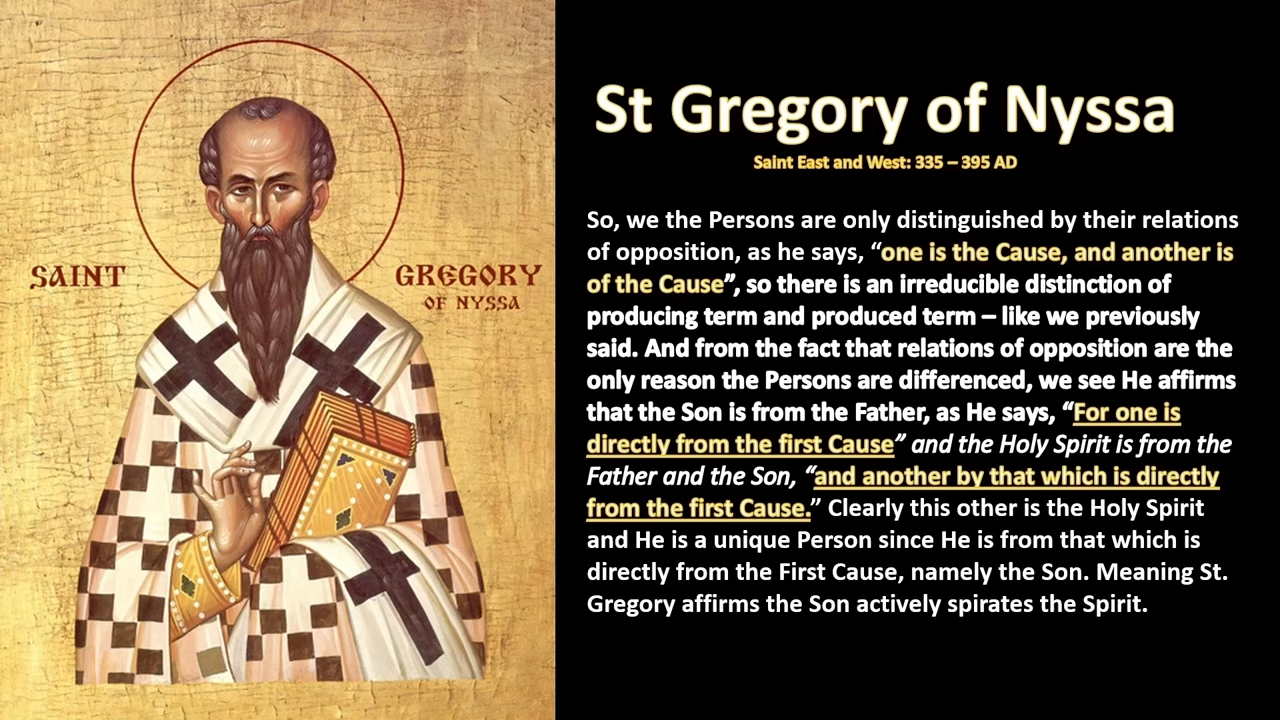 SAINT
GREGORY
OF NYSSA
St Gregory of Nyssa
Saint East and West: 335 – 395 AD
So, we the Persons are only distinguished by their relations
of opposition, as he says, “one is the Cause, and another is
of the Cause”, so there is an irreducible distinction of
producing term and produced term – like we previously
said. And from the fact that relations of opposition are the
only reason the Persons are differenced, we see He affirms
that the Son is from the Father, as He says, “For one is
directly from the first Cause” and the Holy Spirit is from the
Father and the Son, “and another by that which is directly
from the first Cause.” Clearly this other is the Holy Spirit
and He is a unique Person since He is from that which is
directly from the First Cause, namely the Son. Meaning St.
Gregory affirms the Son actively spirates the Spirit.